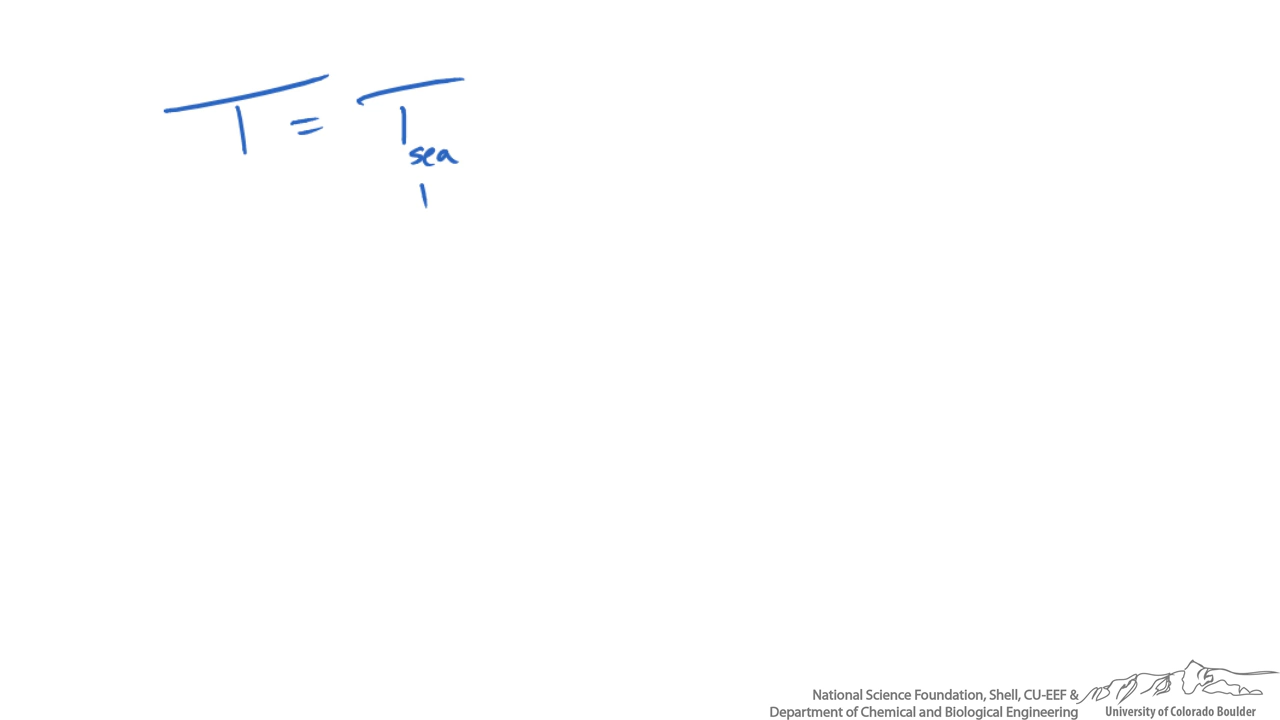 T = T sea
l
National Science Foundation, Shell, CU-EEF &
Department of Chemical and Biological Engineering
University of Colorado Boulder